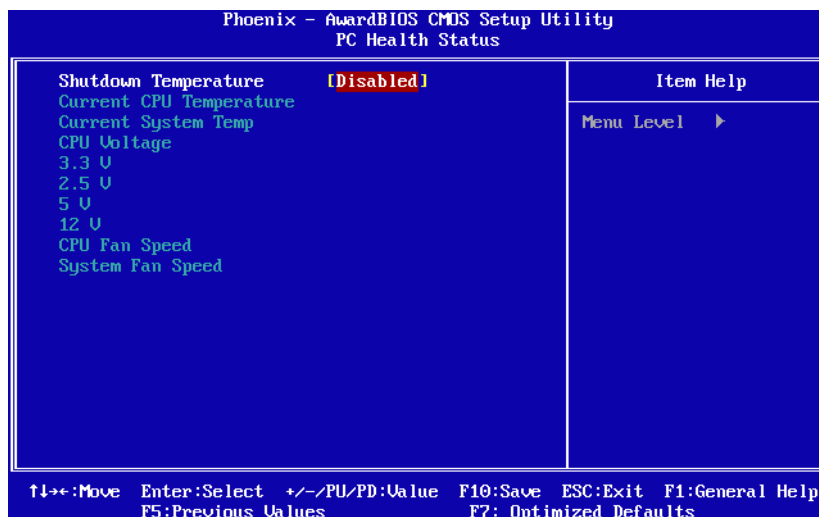 Phoenix - AwardBIOS CMOS Setup Utility
PC Health Status
Shutdown Temperature [Disabled]
Current CPU Temperature
Current System Temp
CPU Voltage
3.3 V
2.5 V
5 V
12 V
CPU Fan Speed
System Fan Speed
Item Help
Menu Level ▶
↑↓→←:Move Enter:Select +/-/PU/PD:Value F10:Save ESC:Exit F1:General Help
F5:Previous Values F7: Optimized Defaults